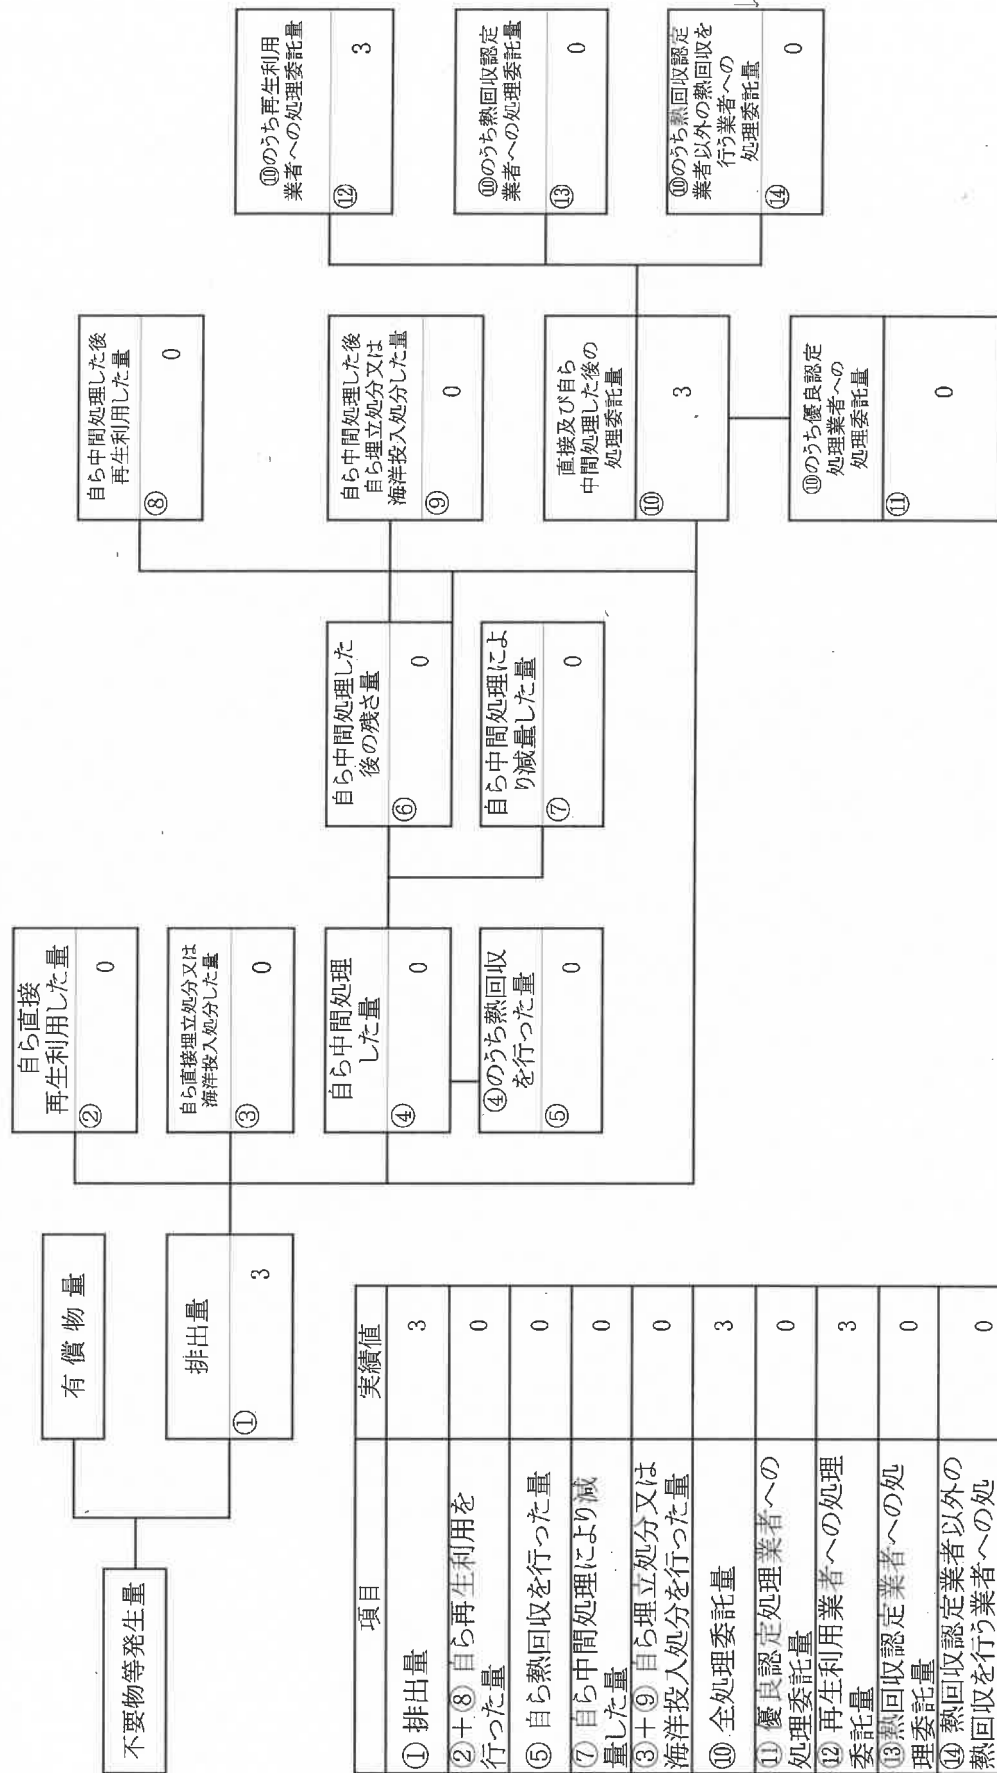 不要物等発生量
有償物量
排出量
①
3
自ら直接
再生利用した量
②
0
自ら直接埋立処分又は
海洋投入処分した量
③
0
自ら中間処理
した量
④
0
④のうち熱回収
を行った量
⑤
0
自ら中間処理した
後の残さ量
⑥
0
自ら中間処理によ
り減量した量
⑦
0
自ら中間処理した後
再生利用した量
⑧
0
自ら中間処理した後
自ら埋立処分又は
海洋投入処分した量
⑨
0
直接及び自ら
中間処理した後の
処理委託量
⑩
3
⑩のうち優良認定
処理業者への
処理委託量
⑪
0
⑩のうち再生利用
業者への処理委託量
⑫
3
⑩のうち熱回収認定
業者への処理委託量
⑬
0
⑩のうち熱回収認定
業者以外の熱回収を
行う業者への
処理委託量
⑭
0
項目 実績値
① 排出量 3
②+⑧ 自ら再生利用を
行った量 0
⑤ 自ら熱回収を行った量 0
⑦ 自ら中間処理により減
量した量 0
③+⑨ 自ら埋立処分又は
海洋投入処分を行った量 0
⑩ 全処理委託量 3
⑪ 優良認定処理業者への
処理委託量 0
⑫ 再生利用業者への処理
委託量 3
⑬熱回収認定業者への処
理委託量 0
⑭ 熱回収認定業者以外の
熱回収を行う業者への処 0